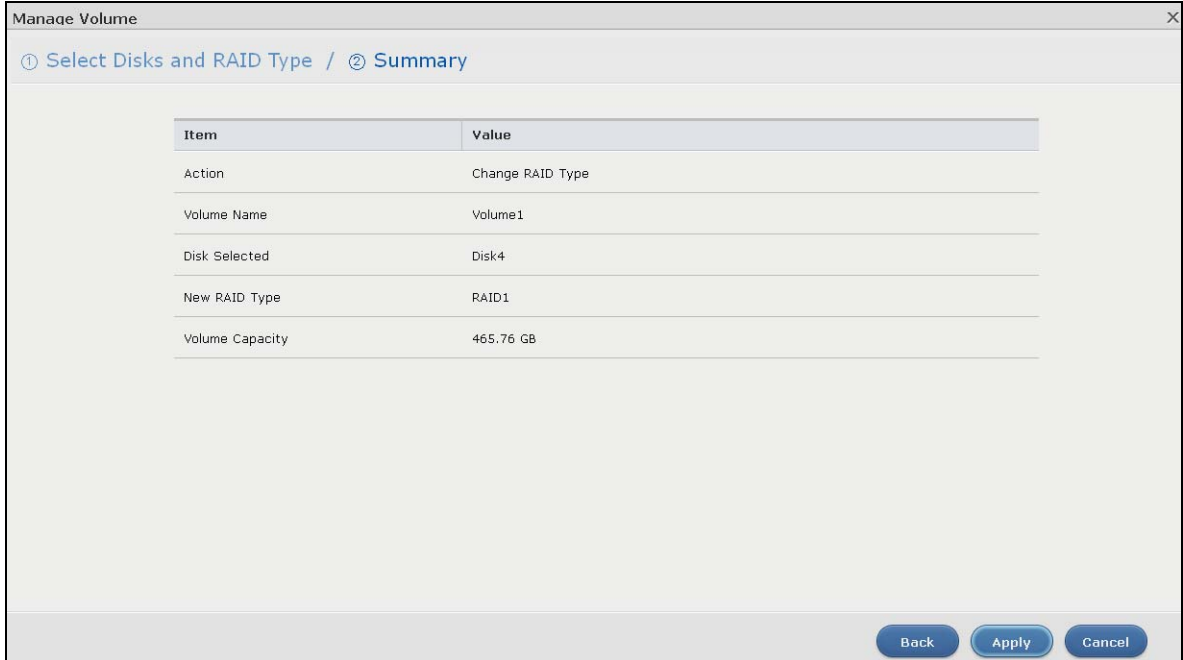 Manage Volume X
① Select Disks and RAID Type / ② Summary
Item Value
Action Change RAID Type
Volume Name Volume1
Disk Selected Disk4
New RAID Type RAID1
Volume Capacity 465.76 GB
Back Apply Cancel